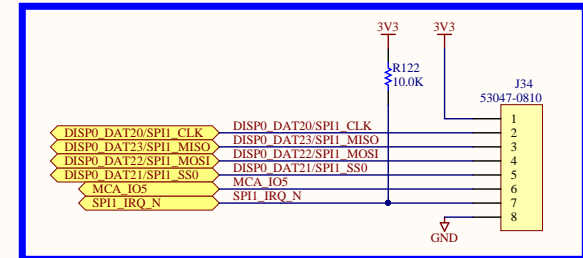 3V3 3V3
R122
10.0K
J34
53047-0810
DISP0_DAT20/SPI1_CLK DISP0_DAT20/SPI1_CLK 1
DISP0_DAT23/SPI1_MISO DISP0_DAT23/SPI1_MISO 2
DISP0_DAT22/SPI1_MOSI DISP0_DAT22/SPI1_MOSI 3
DISP0_DAT21/SPI1_SS0 DISP0_DAT21/SPI1_SS0 4
MCA_IO5 MCA_IO5 5
SPI1_IRQ_N SPI1_IRQ_N 6
7
8
GND